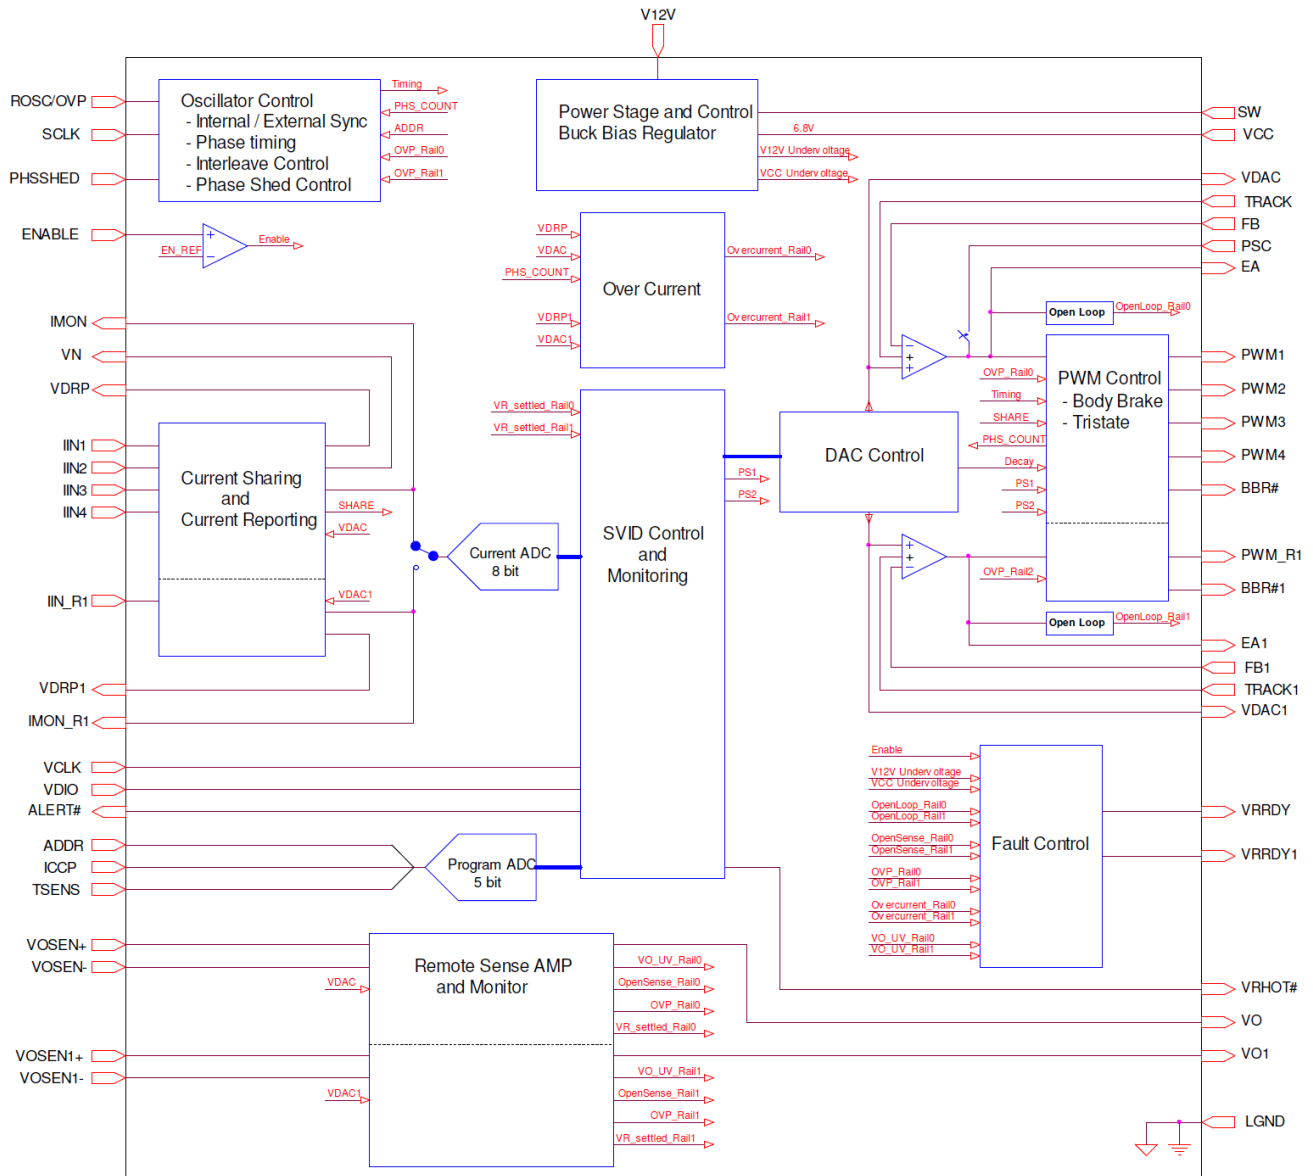 V12V
ROSC/OVP
SCLK
PHSSHED
Oscillator Control
- Internal / External Sync
- Phase timing
- Interleave Control
- Phase Shed Control
Timing
PHS_COUNT
ADDR
OVP_Rail0
OVP_Rail1
Power Stage and Control
Buck Bias Regulator
6.8V
V12V Undervoltage
VCC Undervoltage
SW
VCC
VDAC
TRACK
FB
PSC
EA
ENABLE
EN_REF
+
-
Enable
VDRP
VDAC
PHS_COUNT
VDRP1
VDAC1
Over Current
Overcurrent_Rail0
Overcurrent_Rail1
IMON
VN
VDRP
IIN1
IIN2
IIN3
IIN4
IIN_R1
VDRP1
IMON_R1
Current Sharing
and
Current Reporting
SHARE
VDAC
VDAC1
Current ADC
8 bit
VR_settled_Rail0
VR_settled_Rail1
SVID Control
and
Monitoring
PS1
PS2
DAC Control
-
+
+
+
+
-
Open Loop
OpenLoop_Rail0
OVP_Rail0
Timing
SHARE
PHS_COUNT
Decay
PS1
PS2
OVP_Rail2
PWM Control
- Body Brake
- Tristate
Open Loop
OpenLoop_Rail1
PWM1
PWM2
PWM3
PWM4
BBR#
PWM_R1
BBR#1
EA1
FB1
TRACK1
VDAC1
VCLK
VDIO
ALERT#
ADDR
ICCP
TSENS
Program ADC
5 bit
Enable
V12V Undervoltage
VCC Undervoltage
OpenLoop_Rail0
OpenLoop_Rail1
OpenSense_Rail0
OpenSense_Rail1
OVP_Rail0
OVP_Rail1
Overcurrent_Rail0
Overcurrent_Rail1
VO_UV_Rail0
VO_UV_Rail1
Fault Control
VRRDY
VRRDY1
VRHOT#
VO
VO1
LGND
VOSEN+
VOSEN-
VOSEN1+
VOSEN1-
VDAC
VDAC1
Remote Sense AMP
and Monitor
VO_UV_Rail0
OpenSense_Rail0
OVP_Rail0
VR_settled_Rail0
VO_UV_Rail1
OpenSense_Rail1
OVP_Rail1
VR_settled_Rail1